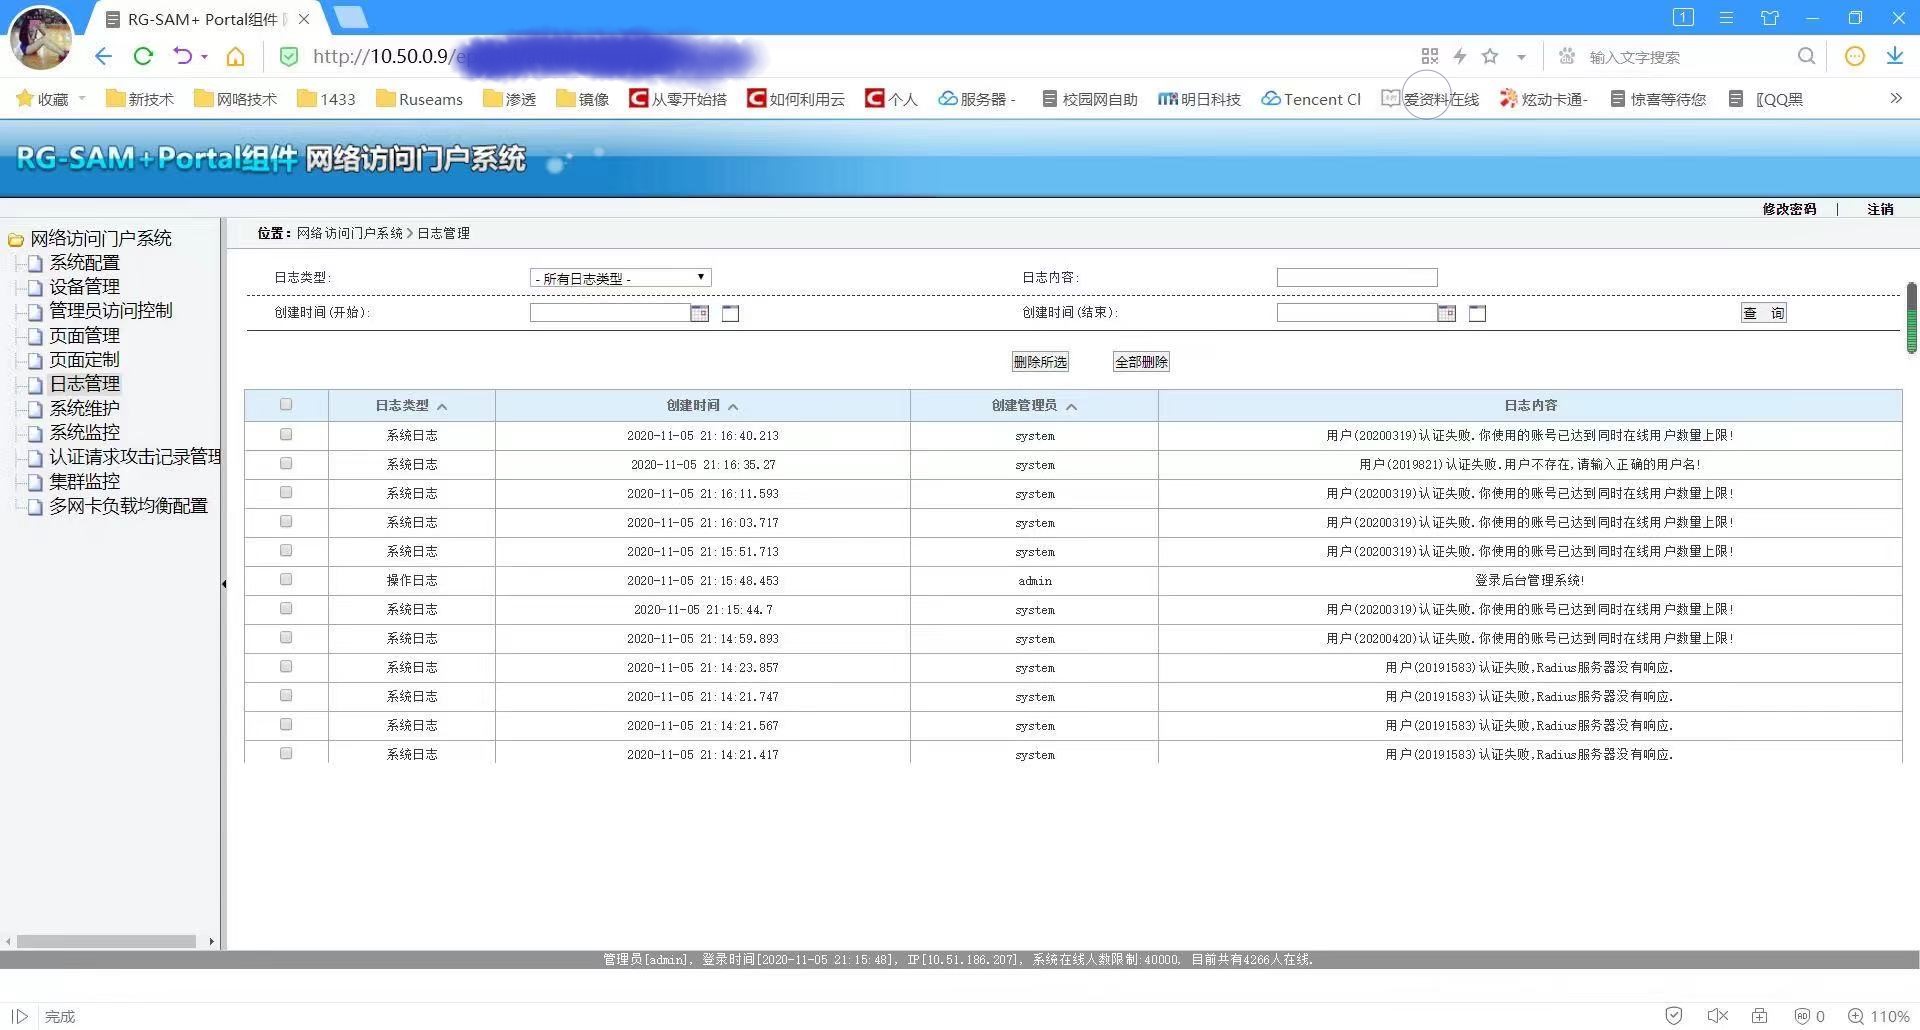 RG-SAM+ Portal组件
1
http://10.50.0.9/e
输入文字搜索
收藏 新技术 网咯技术 1433 Ruseams 渗透 镜像 从零开始搭 如何利用云 个人 服务器 - 校园网自助 明日科技 Tencent Cl 爱资料在线 炫动卡通- 惊喜等待您 〖QQ黑
RG-SAM+Portal组件 网络访问门户系统
修改密码 | 注销
网络访问门户系统
系统配置
设备管理
管理员访问控制
页面管理
页面定制
日志管理
系统维护
系统监控
认证请求攻击记录管理
集群监控
多网卡负载均衡配置
位置：网络访问门户系统 > 日志管理
日志类型: - 所有日志类型 - 日志内容:
创建时间(开始): 创建时间(结束): 查 询
删除所选 全部删除
日志类型 创建时间 创建管理员 日志内容
系统日志 2020-11-05 21:16:40.213 system 用户(20200319)认证失败.你使用的账号已达到同时在线用户数量上限!
系统日志 2020-11-05 21:16:35.27 system 用户(2019821)认证失败.用户不存在,请输入正确的用户名!
系统日志 2020-11-05 21:16:11.593 system 用户(20200319)认证失败.你使用的账号已达到同时在线用户数量上限!
系统日志 2020-11-05 21:16:03.717 system 用户(20200319)认证失败.你使用的账号已达到同时在线用户数量上限!
系统日志 2020-11-05 21:15:51.713 system 用户(20200319)认证失败.你使用的账号已达到同时在线用户数量上限!
操作日志 2020-11-05 21:15:48.453 admin 登录后台管理系统!
系统日志 2020-11-05 21:15:44.7 system 用户(20200319)认证失败.你使用的账号已达到同时在线用户数量上限!
系统日志 2020-11-05 21:14:59.893 system 用户(20200420)认证失败.你使用的账号已达到同时在线用户数量上限!
系统日志 2020-11-05 21:14:23.857 system 用户(20191583)认证失败,Radius服务器没有响应.
系统日志 2020-11-05 21:14:21.747 system 用户(20191583)认证失败,Radius服务器没有响应.
系统日志 2020-11-05 21:14:21.567 system 用户(20191583)认证失败,Radius服务器没有响应.
系统日志 2020-11-05 21:14:21.417 system 用户(20191583)认证失败,Radius服务器没有响应.
管理员[admin], 登录时间[2020-11-05 21:15:48], IP[10.51.186.207], 系统在线人数限制:40000, 目前共有4266人在线.
完成
0 110%